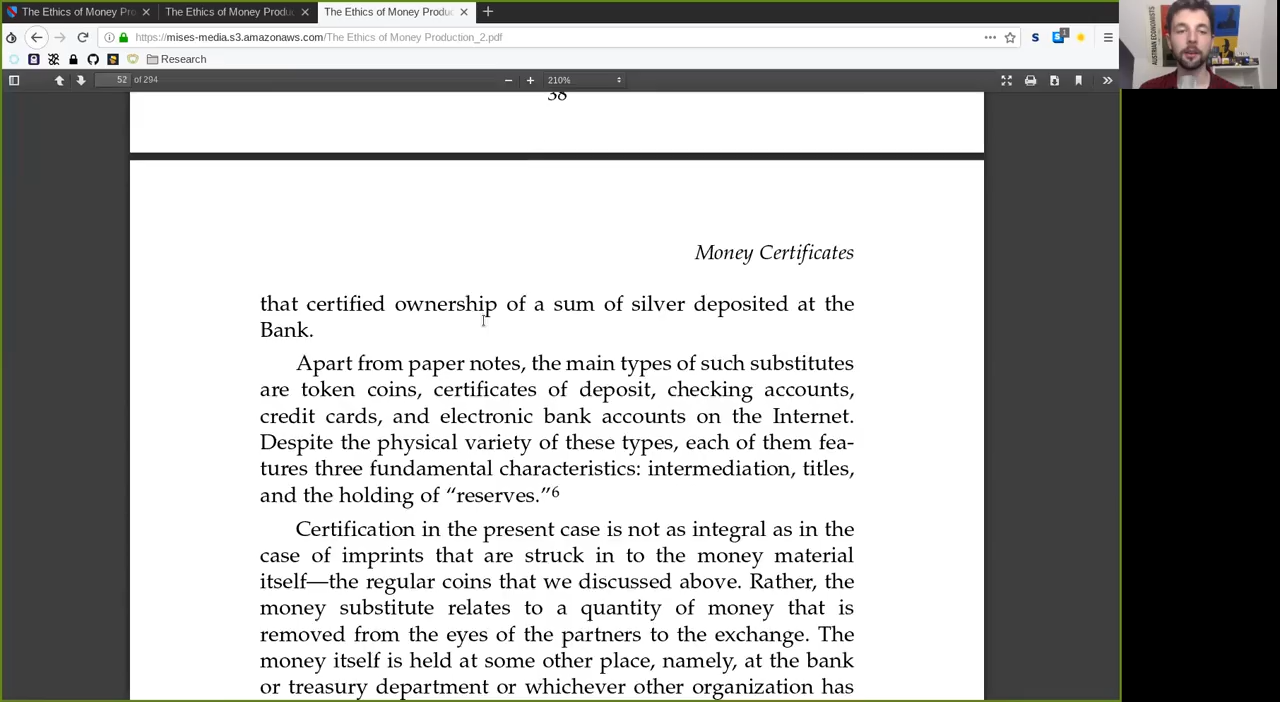 The Ethics of Money Pro
The Ethics of Money Produ
The Ethics of Money Produ
https://mises-media.s3.amazonaws.com/The Ethics of Money Production_2.pdf
Research
52 of 294
210%
AUSTRIAN ECONOMISTS
38
Money Certificates
that certified ownership of a sum of silver deposited at the
Bank.
Apart from paper notes, the main types of such substitutes
are token coins, certificates of deposit, checking accounts,
credit cards, and electronic bank accounts on the Internet.
Despite the physical variety of these types, each of them fea-
tures three fundamental characteristics: intermediation, titles,
and the holding of “reserves.”6
Certification in the present case is not as integral as in the
case of imprints that are struck in to the money material
itself—the regular coins that we discussed above. Rather, the
money substitute relates to a quantity of money that is
removed from the eyes of the partners to the exchange. The
money itself is held at some other place, namely, at the bank
or treasury department or whichever other organization has